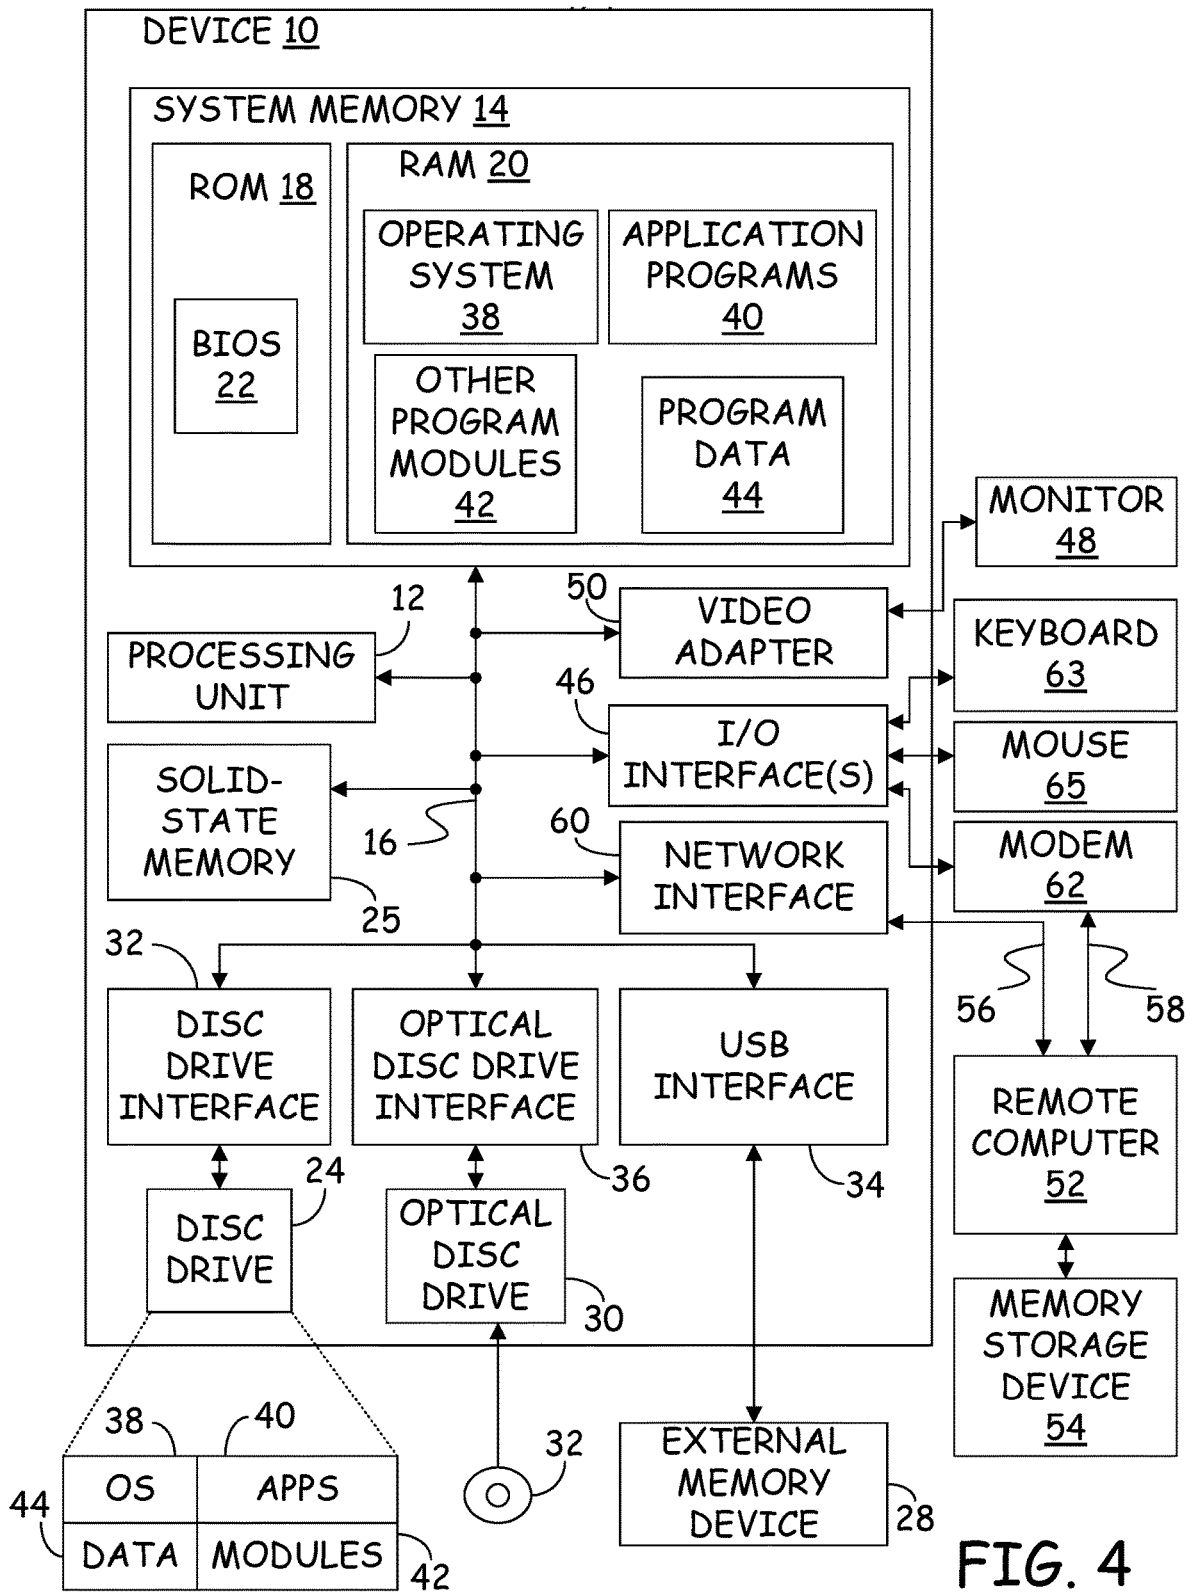 DEVICE 10
SYSTEM MEMORY 14
ROM 18
BIOS
22
RAM 20
OPERATING
SYSTEM
38
APPLICATION
PROGRAMS
40
OTHER
PROGRAM
MODULES
42
PROGRAM
DATA
44
MONITOR
48
50
VIDEO
ADAPTER
12
PROCESSING
UNIT
KEYBOARD
63
46
I/O
INTERFACE(S)
MOUSE
65
SOLID-
STATE
MEMORY
25
16
60
NETWORK
INTERFACE
MODEM
62
56
58
32
DISC
DRIVE
INTERFACE
OPTICAL
DISC DRIVE
INTERFACE
36
USB
INTERFACE
34
REMOTE
COMPUTER
52
24
DISC
DRIVE
OPTICAL
DISC
DRIVE
30
MEMORY
STORAGE
DEVICE
54
38
40
OS
APPS
44
DATA
MODULES
42
32
EXTERNAL
MEMORY
DEVICE
28
FIG. 4